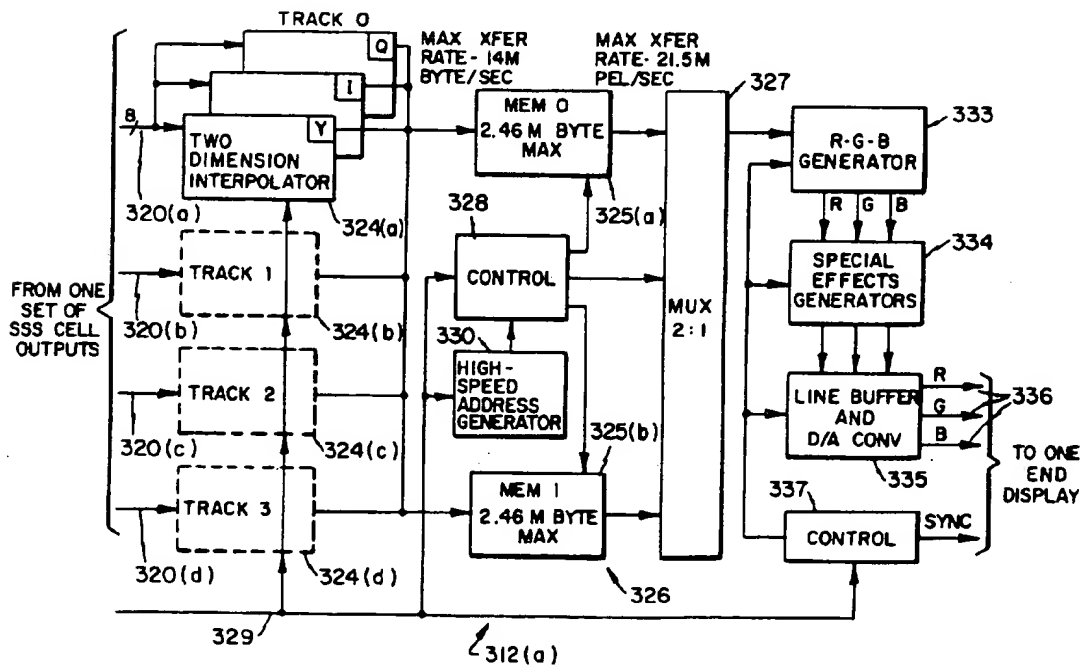 TRACK 0
Q
I
Y
TWO
DIMENSION
INTERPOLATOR
8
320(a)
324(a)
MAX XFER
RATE-14M
BYTE/SEC
MAX XFER
RATE-21.5M
PEL/SEC
327
MEM 0
2.46 M BYTE
MAX
325(a)
R-G-B
GENERATOR
333
R G B
328
CONTROL
MUX
2:1
SPECIAL
EFFECTS
GENERATORS
334
FROM ONE
SET OF
SSS CELL
OUTPUTS
TRACK 1
320(b)
324(b)
330
HIGH-
SPEED
ADDRESS
GENERATOR
TRACK 2
320(c)
324(c)
325(b)
LINE BUFFER
AND
D/A CONV
335
R
G
B
336
TO ONE
END
DISPLAY
TRACK 3
320(d)
324(d)
MEM 1
2.46 M BYTE
MAX
326
337
CONTROL
SYNC
329
312(a)